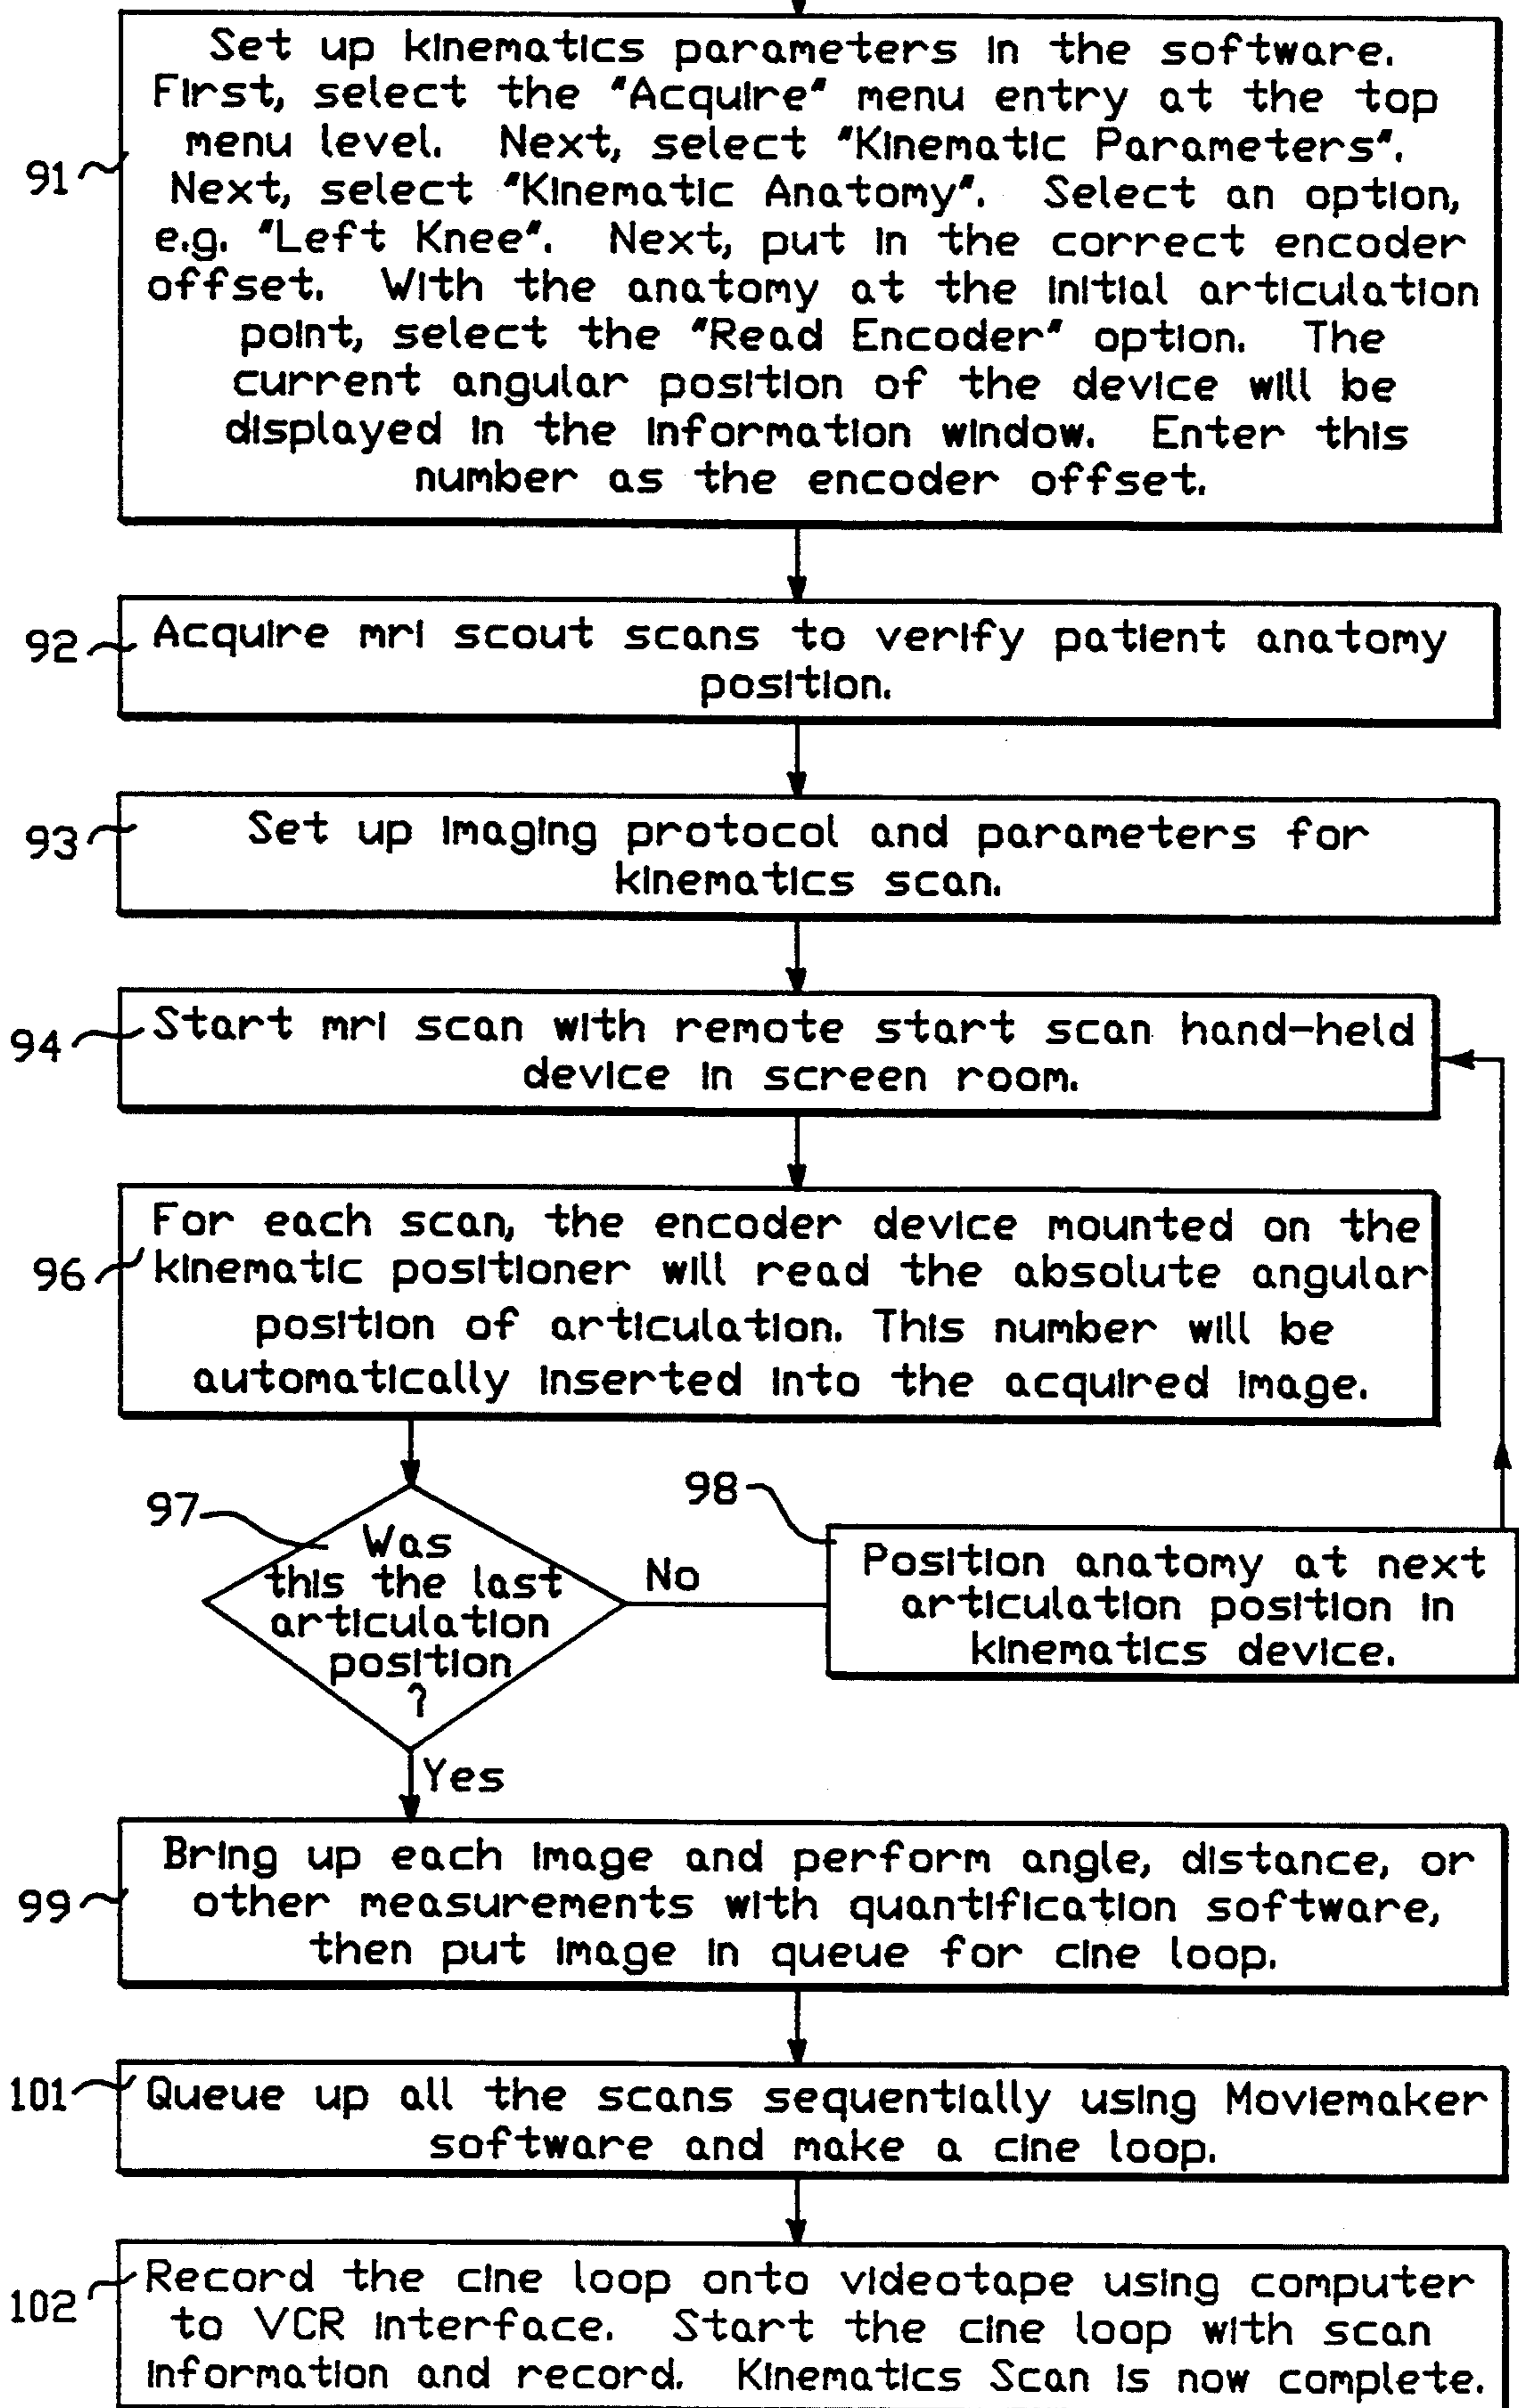 Set up kinematics parameters in the software.
First, select the "Acquire" menu entry at the top
menu level. Next, select "Kinematic Parameters".
91
Next, select "Kinematic Anatomy". Select an option,
e.g. "Left Knee". Next, put in the correct encoder
offset. With the anatomy at the initial articulation
point, select the "Read Encoder" option. The
current angular position of the device will be
displayed in the information window. Enter this
number as the encoder offset.
92
Acquire mri scout scans to verify patient anatomy
position.
93
Set up imaging protocol and parameters for
kinematics scan.
94
Start mri scan with remote start scan hand-held
device in screen room.
96
For each scan, the encoder device mounted on the
kinematic positioner will read the absolute angular
position of articulation. This number will be
automatically inserted into the acquired image.
97
Was
this the last
articulation
position
?
No
98
Position anatomy at next
articulation position in
kinematics device.
Yes
99
Bring up each image and perform angle, distance, or
other measurements with quantification software,
then put image in queue for cine loop.
101
Queue up all the scans sequentially using Moviemaker
software and make a cine loop.
102
Record the cine loop onto videotape using computer
to VCR interface. Start the cine loop with scan
information and record. Kinematics Scan is now complete.